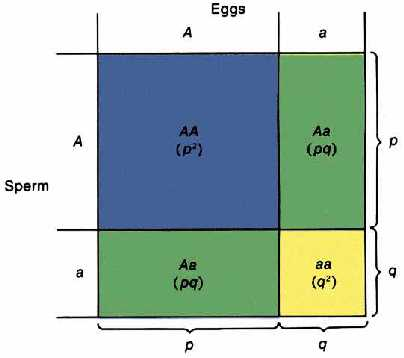 Eggs
A a
A AA Aa p
(p²) (pq)
Sperm
a Aa aa q
(pq) (q²)
p q